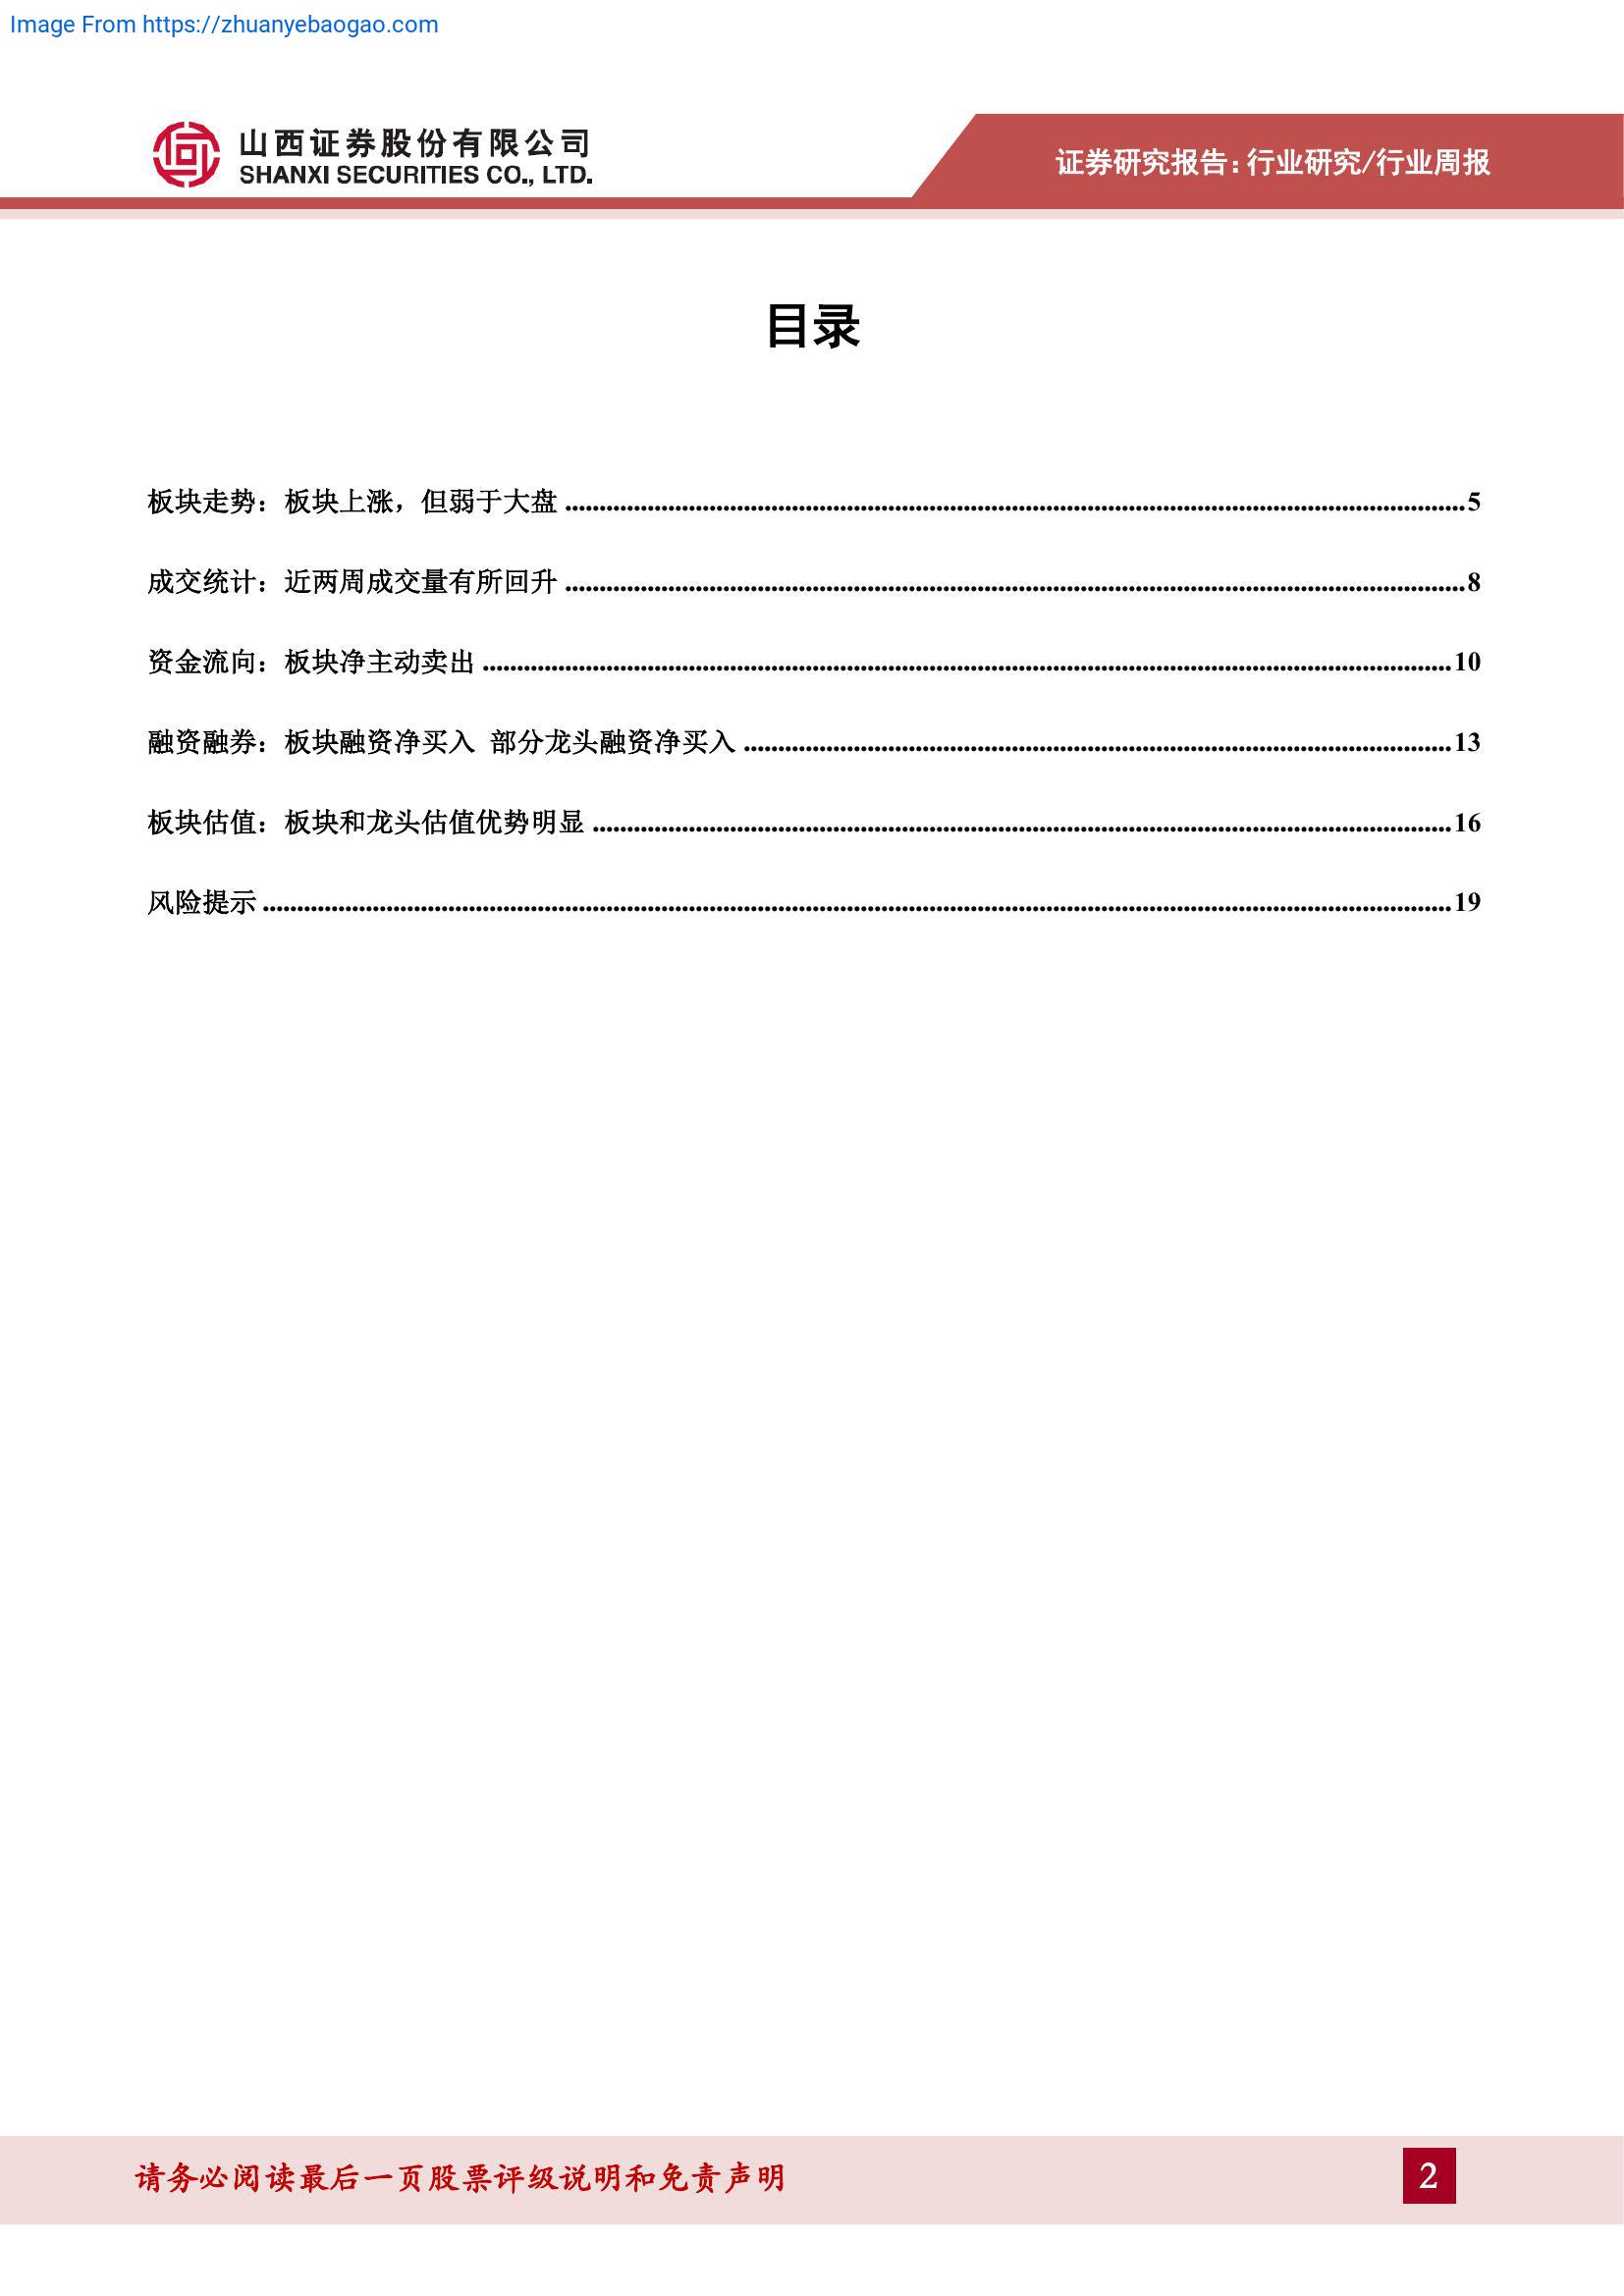 Image From https://zhuanyebaogao.com
山西证券股份有限公司
SHANXI SECURITIES CO., LTD.
证券研究报告：行业研究/行业周报
目录
板块走势：板块上涨，但弱于大盘 5
成交统计：近两周成交量有所回升 8
资金流向：板块净主动卖出 10
融资融券：板块融资净买入 部分龙头融资净买入 13
板块估值：板块和龙头估值优势明显 16
风险提示 19
请务必阅读最后一页股票评级说明和免责声明
2